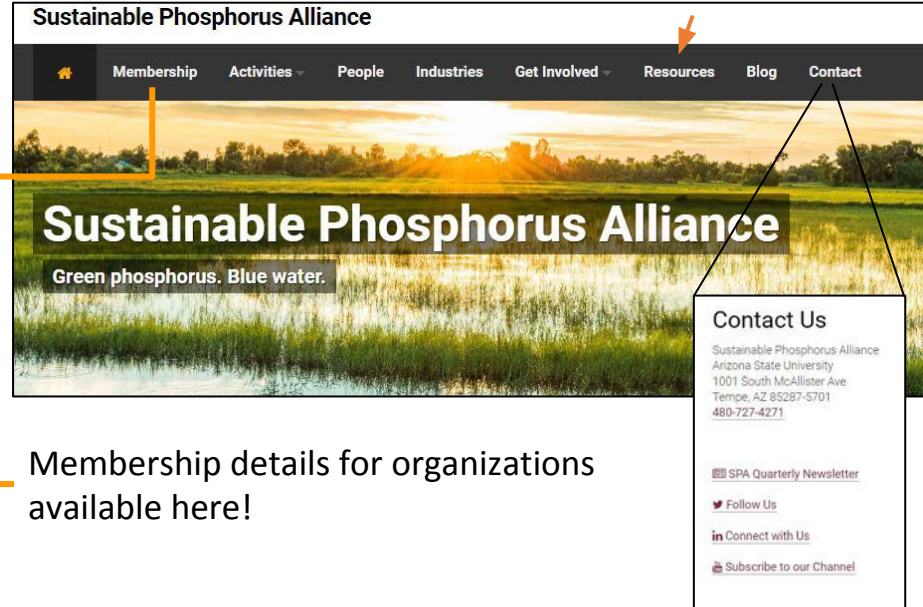 Sustainable Phosphorus Alliance
Membership Activities People Industries Get Involved Resources Blog Contact
Sustainable Phosphorus Alliance
Green phosphorus. Blue water.
Contact Us
Sustainable Phosphorus Alliance
Arizona State University
1001 South McAllister Ave
Tempe, AZ 85287-5701
480-727-4271
SPA Quarterly Newsletter
Follow Us
in Connect with Us
Subscribe to our Channel
Membership details for organizations
available here!